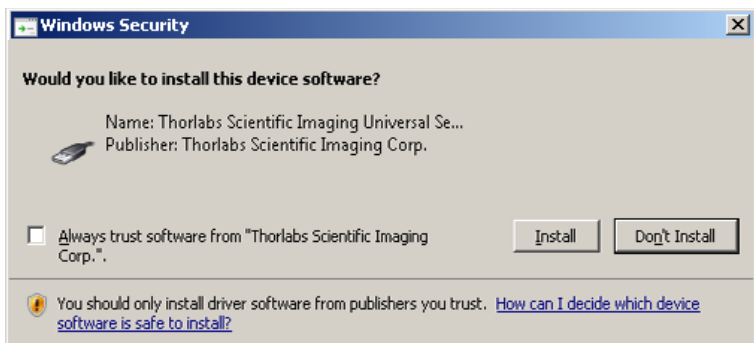 Windows Security
Would you like to install this device software?
Name: Thorlabs Scientific Imaging Universal Se...
Publisher: Thorlabs Scientific Imaging Corp.
Always trust software from "Thorlabs Scientific Imaging
Corp.".
Install
Don't Install
You should only install driver software from publishers you trust. How can I decide which device
software is safe to install?